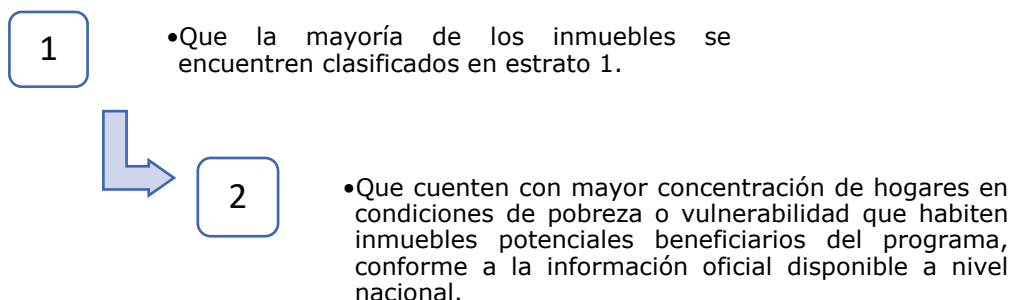 1
•Que la mayoría de los inmuebles se
encuentren clasificados en estrato 1.
2
•Que cuenten con mayor concentración de hogares en
condiciones de pobreza o vulnerabilidad que habiten
inmuebles potenciales beneficiarios del programa,
conforme a la información oficial disponible a nivel
nacional.